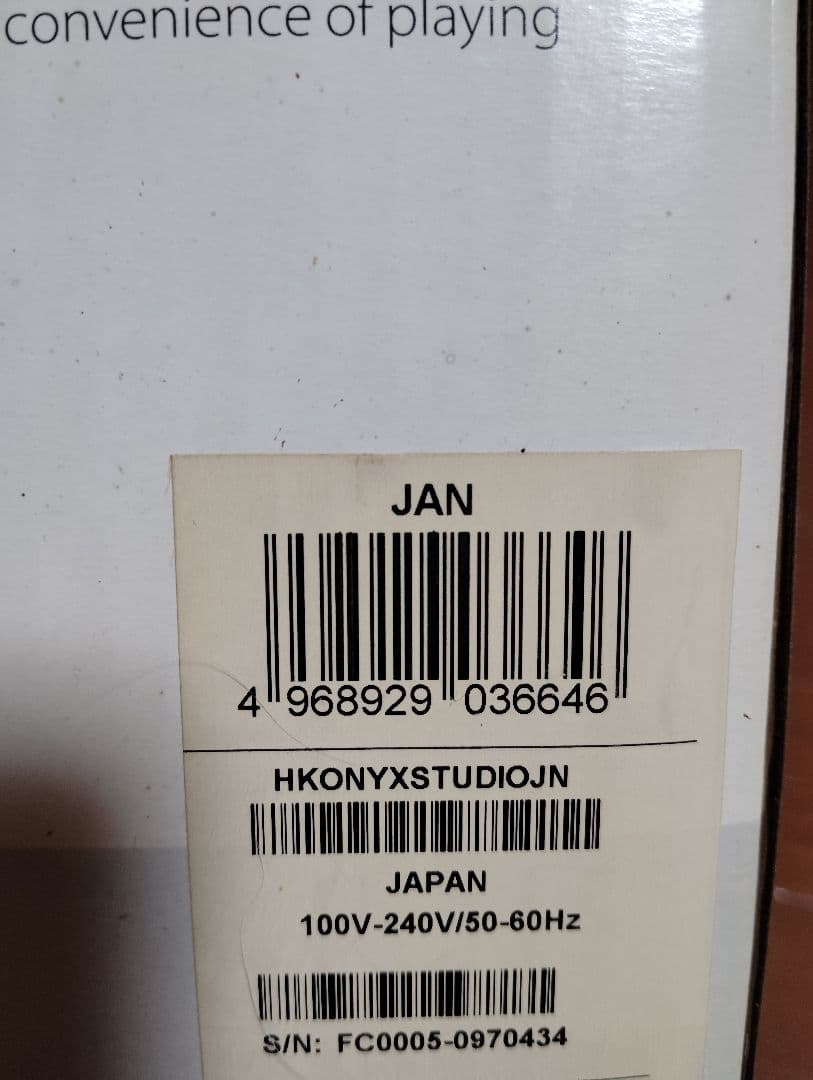 convenience of playing
JAN
4 968929 036646
HKONYXSTUDIOJN
JAPAN
100V-240V/50-60Hz
S/N: FC0005-0970434